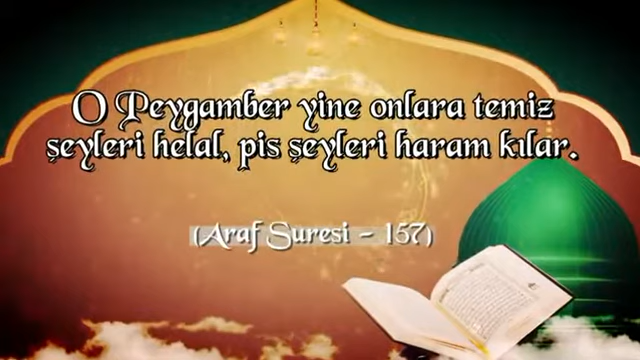 O Peygamber yine onlara temiz
şeyleri helal, pis şeyleri haram kılar.
(Araf Suresi - 157)